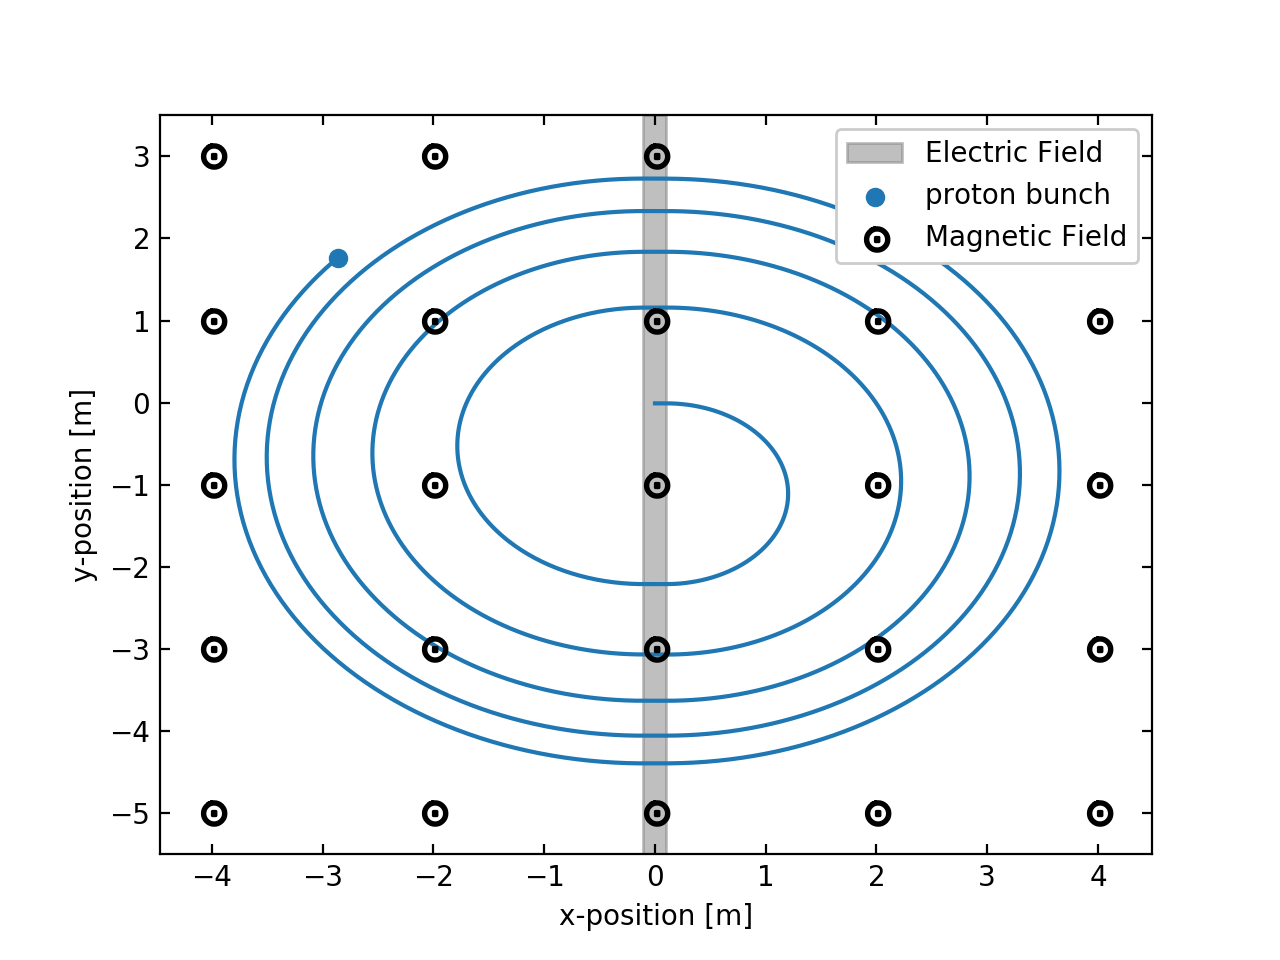 Electric Field
proton bunch
Magnetic Field
3
2
1
0
−1
−2
−3
−4
−5
y-position [m]
−4 −3 −2 −1 0 1 2 3 4
x-position [m]